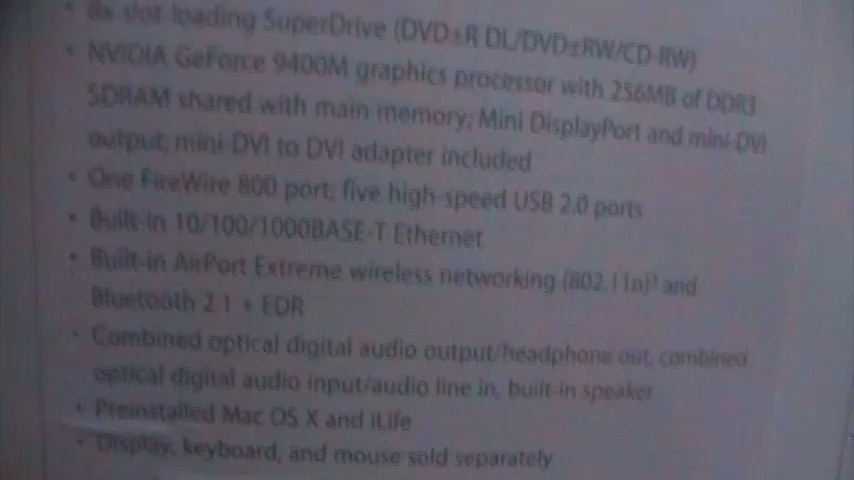 • 8x slot-loading SuperDrive (DVD±R DL/DVD±RW/CD-RW)
• NVIDIA GeForce 9400M graphics processor with 256MB of DDR3
SDRAM shared with main memory; Mini DisplayPort and mini-DVI
output; mini-DVI to DVI adapter included
• One FireWire 800 port; five high-speed USB 2.0 ports
• Built-in 10/100/1000BASE-T Ethernet
• Built-in AirPort Extreme wireless networking (802.11n)³ and
Bluetooth 2.1 + EDR
• Combined optical digital audio output/headphone out, combined
optical digital audio input/audio line in, built-in speaker
• Preinstalled Mac OS X and iLife
• Display, keyboard, and mouse sold separately